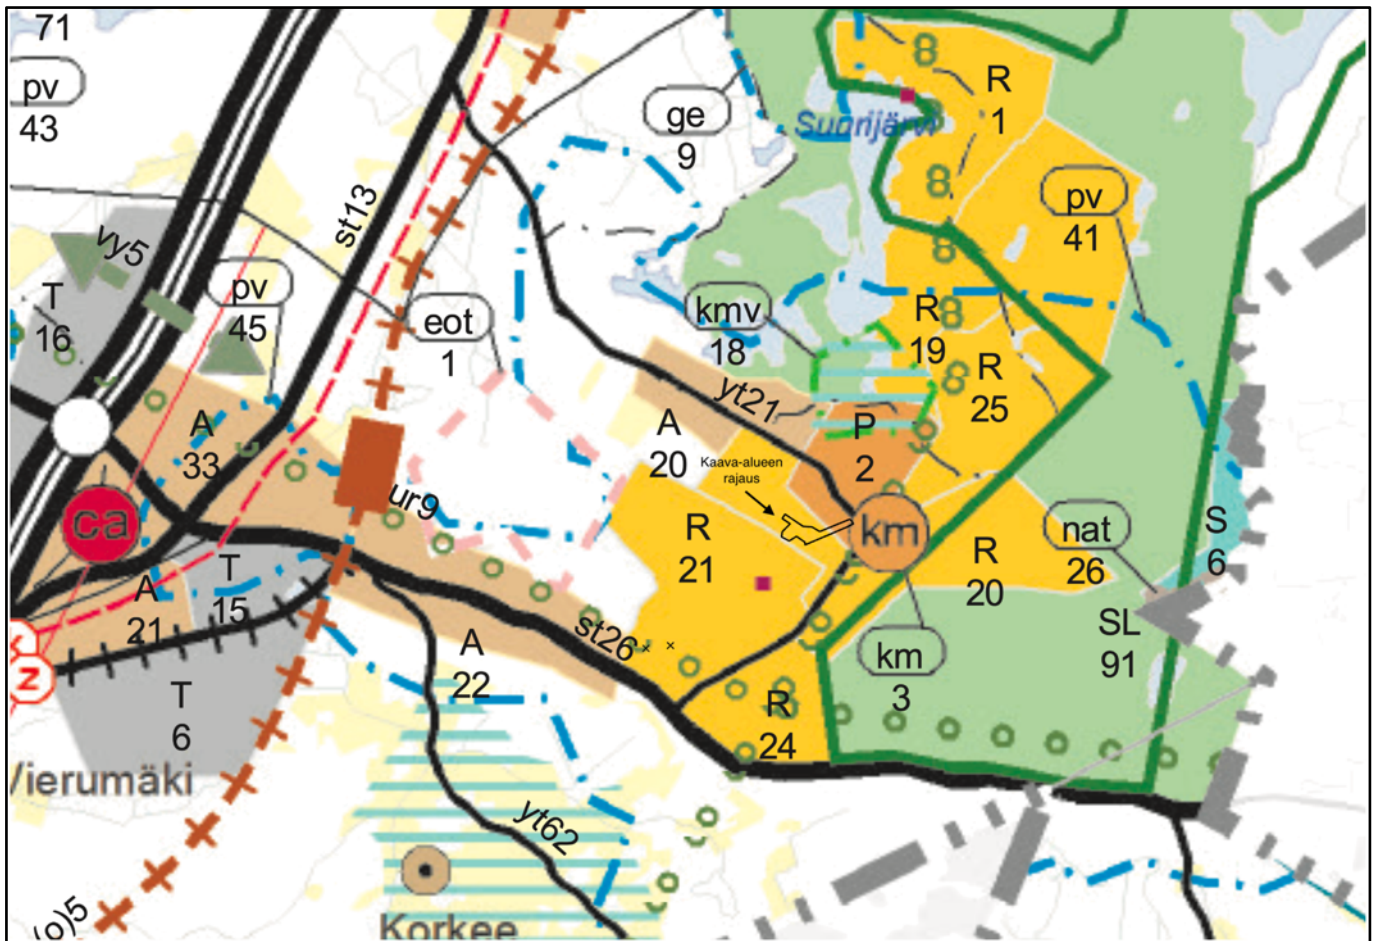 71
pv
43
ge
9
R
1
Suurijärvi
pv
41
st13
vy5
T
16
pv
45
eot
1
kmv
18
R
19
R
25
yt21
A
20
P
2
A
33
Kaava-alueen
rajaus
ur9
ca
R
21
km
R
20
nat
26
S
6
SL
91
T
15
A
21
z
T
6
A
22
st26
R
24
km
3
Vierumäki
yt62
(o)5
Korkee